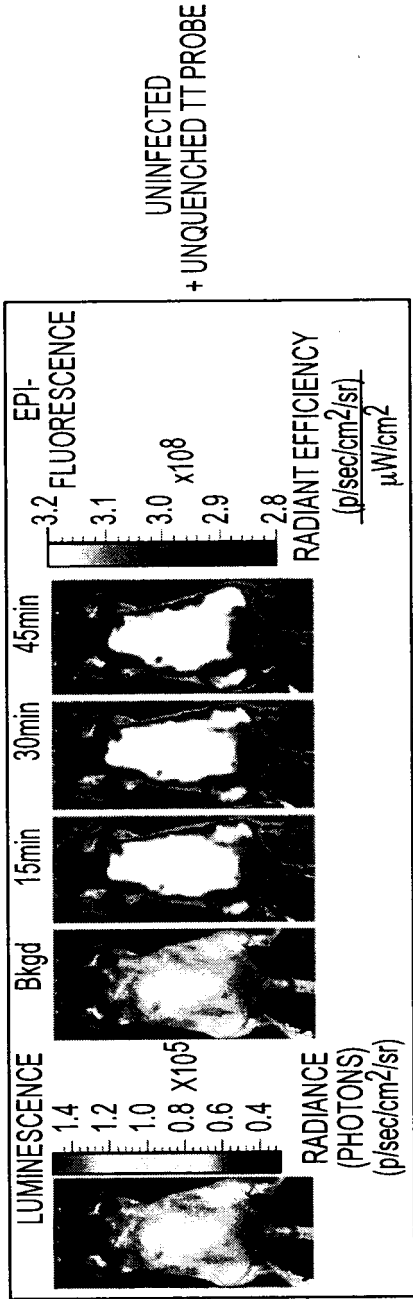 LUMINESCENCE
1.4
1.2
1.0
0.8
0.6
0.4
X10⁵
RADIANCE
(PHOTONS)
(p/sec/cm²/sr)
Bkgd
15min
30min
45min
3.2
3.1
3.0
2.9
2.8
EPI-
FLUORESCENCE
x10⁸
RADIANT EFFICIENCY
(p/sec/cm²/sr)
µW/cm²
UNINFECTED
+ UNQUENCHED TT PROBE